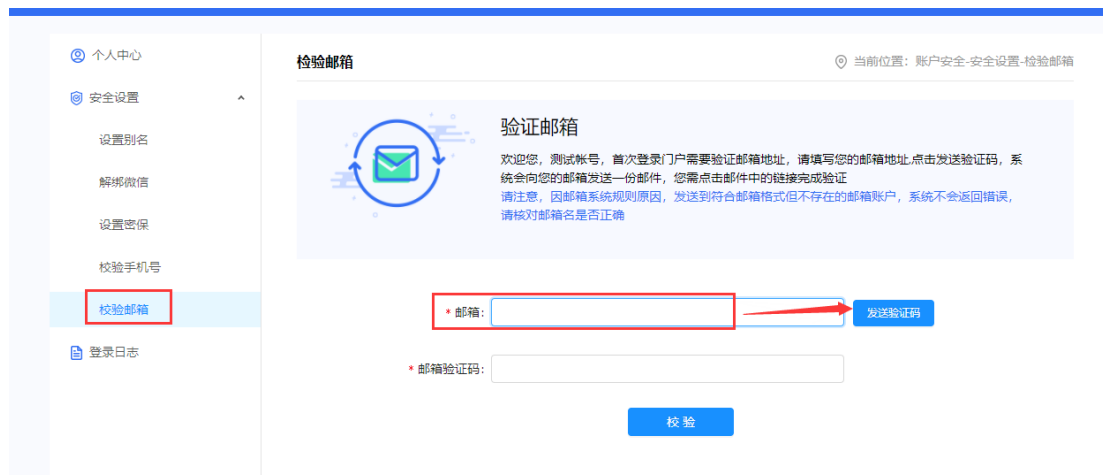 个人中心
安全设置
设置别名
解绑微信
设置密保
校验手机号
校验邮箱
登录日志
检验邮箱
当前位置：账户安全-安全设置-检验邮箱
验证邮箱
欢迎您，测试帐号，首次登录门户需要验证邮箱地址，请填写您的邮箱地址,点击发送验证码，系
统会向您的邮箱发送一份邮件，您需点击邮件中的链接完成验证
请注意，因邮箱系统规则原因，发送到符合邮箱格式但不存在的邮箱账户，系统不会返回错误，
请核对邮箱名是否正确
* 邮箱：
发送验证码
* 邮箱验证码：
校 验